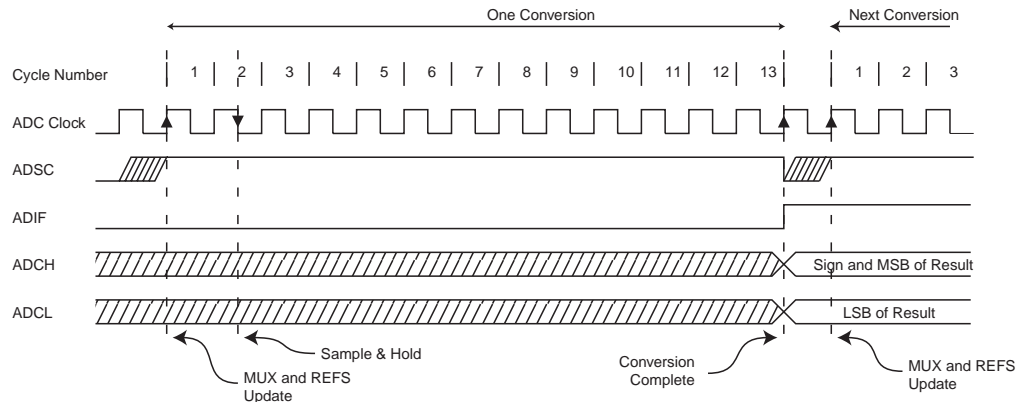 One Conversion Next Conversion
Cycle Number 1 2 3 4 5 6 7 8 9 10 11 12 13 1 2 3
ADC Clock
ADSC
ADIF
ADCH Sign and MSB of Result
ADCL LSB of Result
Sample & Hold
MUX and REFS
Update
Conversion
Complete
MUX and REFS
Update